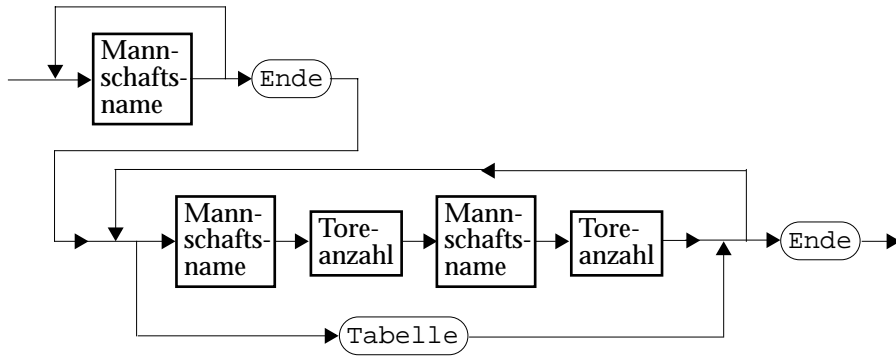 Mann-
schafts-
name
Ende
Mann-
schafts-
name
Tore-
anzahl
Mann-
schafts-
name
Tore-
anzahl
Ende
Tabelle